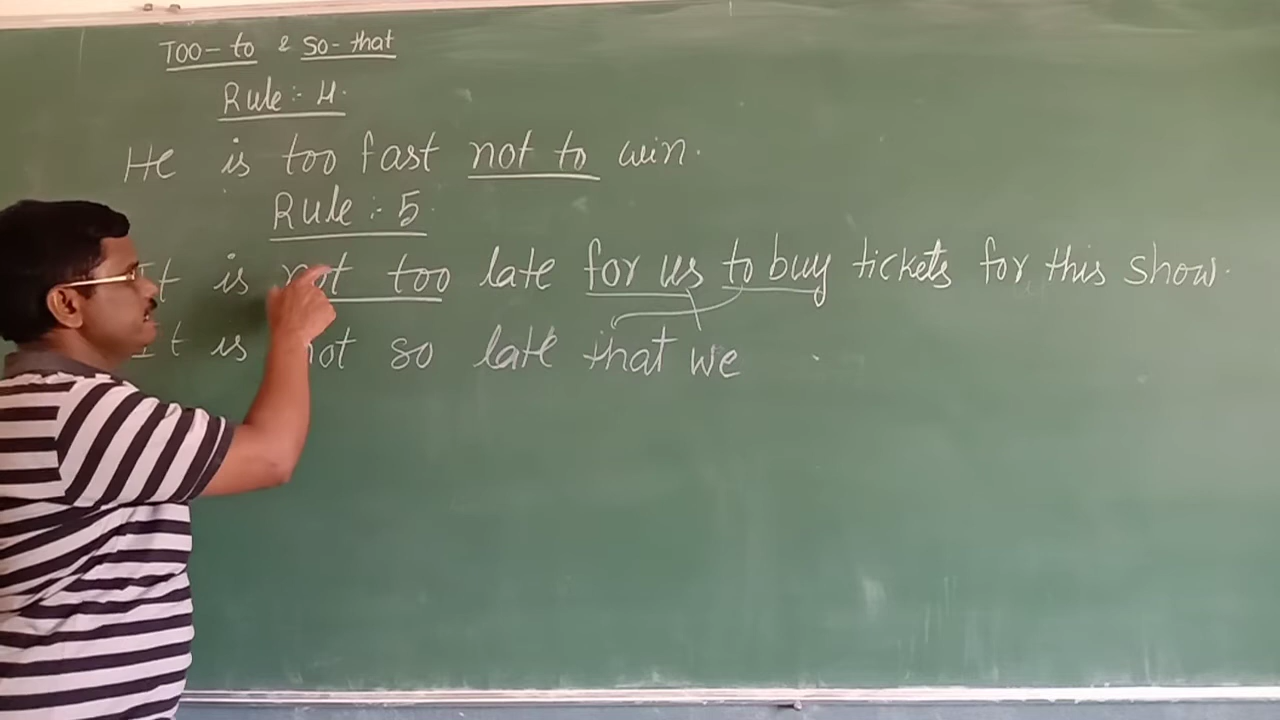 Too-to & so-that
Rule:- 4.
He is too fast not to win.
Rule:- 5.
It is not too late for us to buy tickets for this show.
It is not so late that we